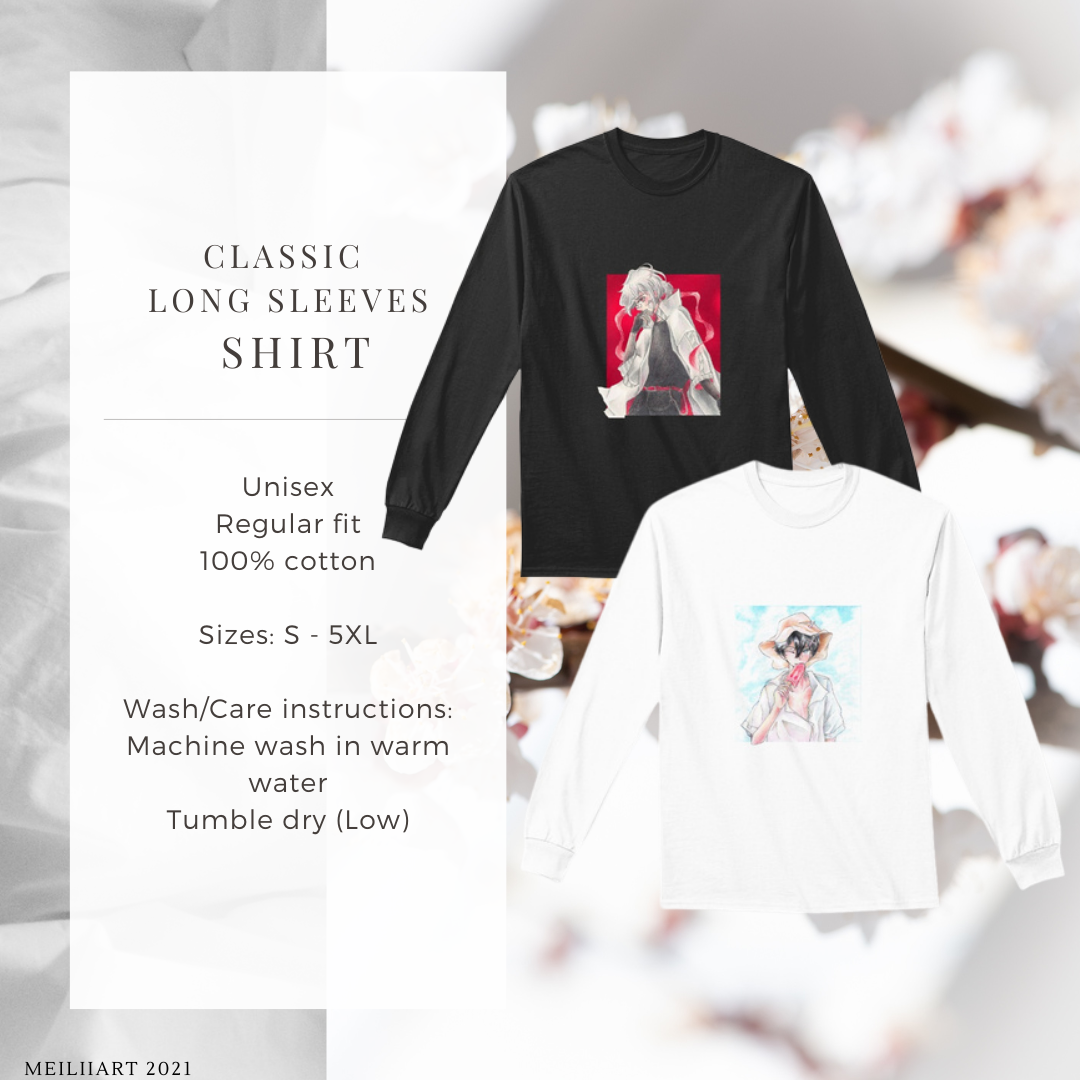 CLASSIC
LONG SLEEVES
SHIRT
Unisex
Regular fit
100% cotton
Sizes: S - 5XL
Wash/Care instructions:
Machine wash in warm
water
Tumble dry (Low)
MEILIIART 2021